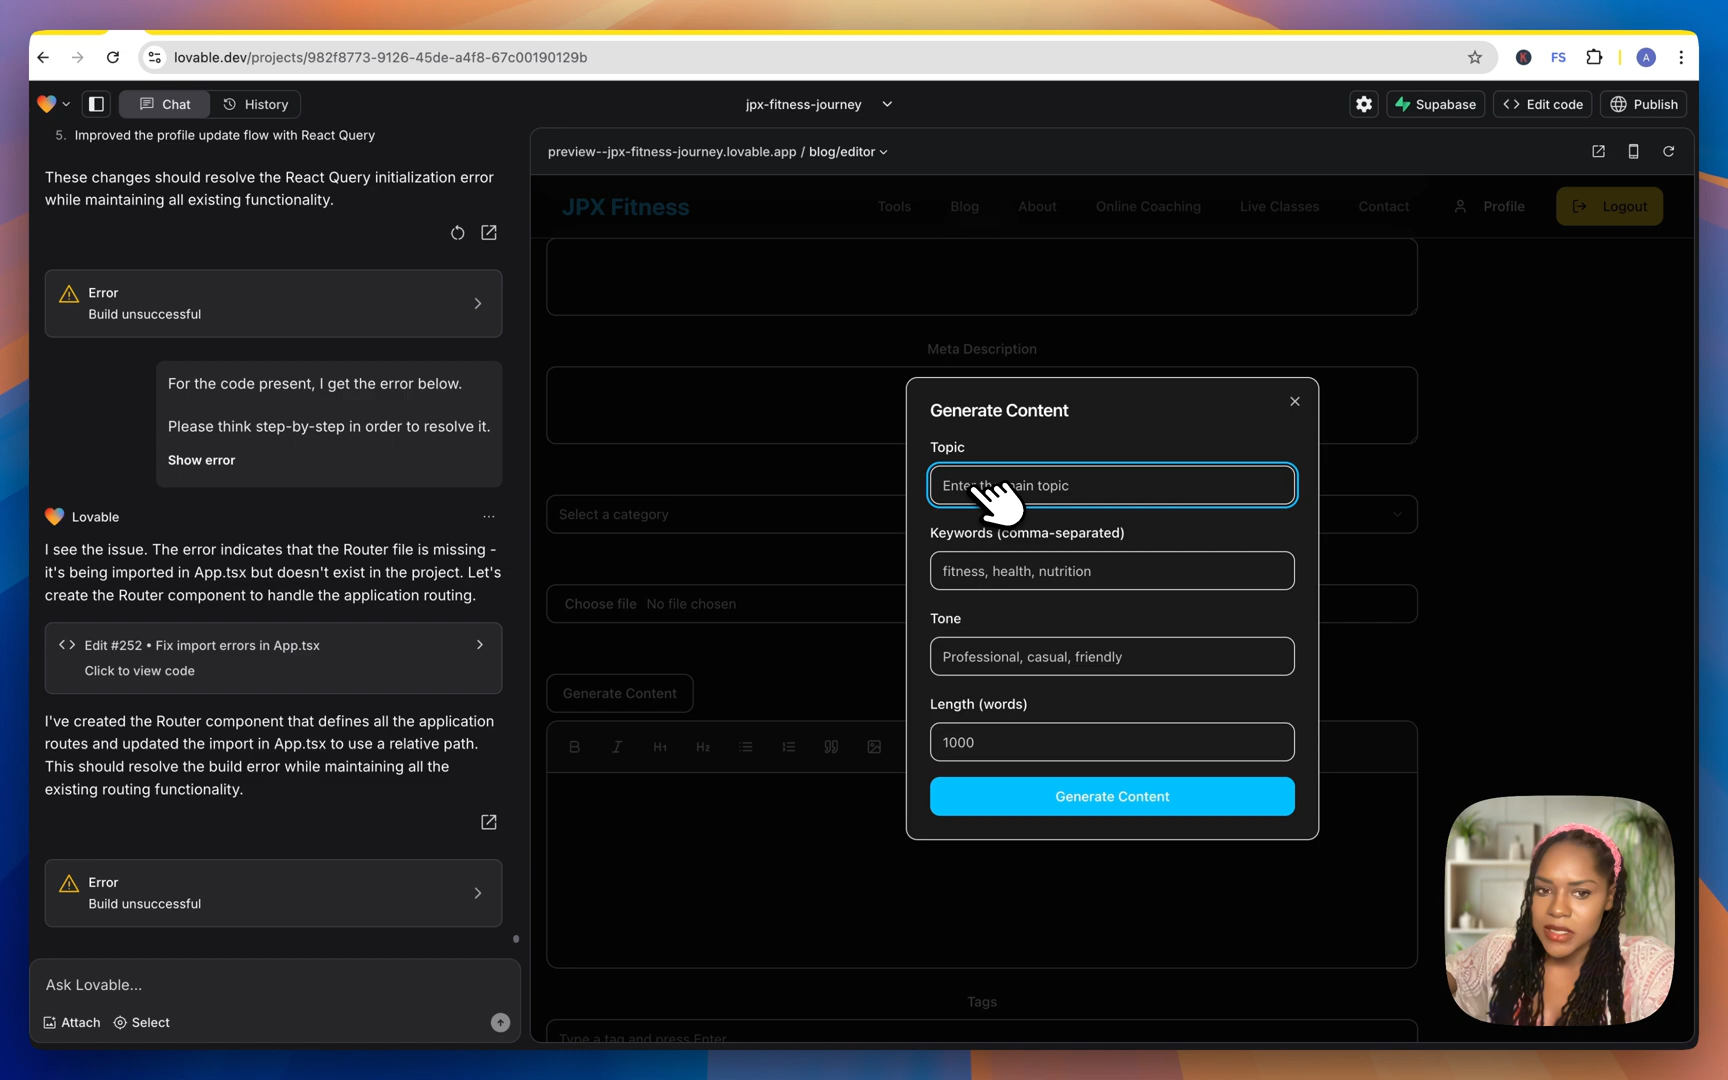 lovable.dev/projects/982f8773-9126-45de-a4f8-67c00190129b
K
FS
A
Chat
History
jpx-fitness-journey
Supabase
<> Edit code
Publish
5. Improved the profile update flow with React Query
These changes should resolve the React Query initialization error
while maintaining all existing functionality.
Error
Build unsuccessful
For the code present, I get the error below.
Please think step-by-step in order to resolve it.
Show error
Lovable
...
I see the issue. The error indicates that the Router file is missing -
it's being imported in App.tsx but doesn't exist in the project. Let's
create the Router component to handle the application routing.
<> Edit #252 • Fix import errors in App.tsx
Click to view code
I've created the Router component that defines all the application
routes and updated the import in App.tsx to use a relative path.
This should resolve the build error while maintaining all the
existing routing functionality.
Error
Build unsuccessful
Ask Lovable...
Attach
Select
preview--jpx-fitness-journey.lovable.app / blog/editor
JPX Fitness
Tools
Blog
About
Online Coaching
Live Classes
Contact
Profile
Logout
Meta Description
Select a category
Choose file No file chosen
Generate Content
B
I
H1
H2
Tags
Type a tag and press Enter
Generate Content
Topic
Enter main topic
Keywords (comma-separated)
fitness, health, nutrition
Tone
Professional, casual, friendly
Length (words)
1000
Generate Content